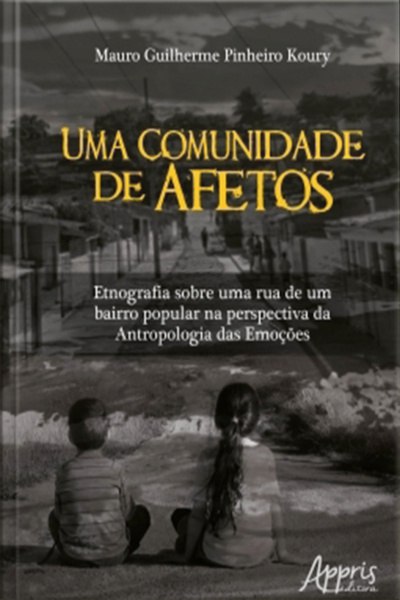 Mauro Guilherme Pinheiro Koury
UMA COMUNIDADE
DE AFETOS
Etnografia sobre uma rua de um
bairro popular na perspectiva da
Antropologia das Emoções
Appris
editora